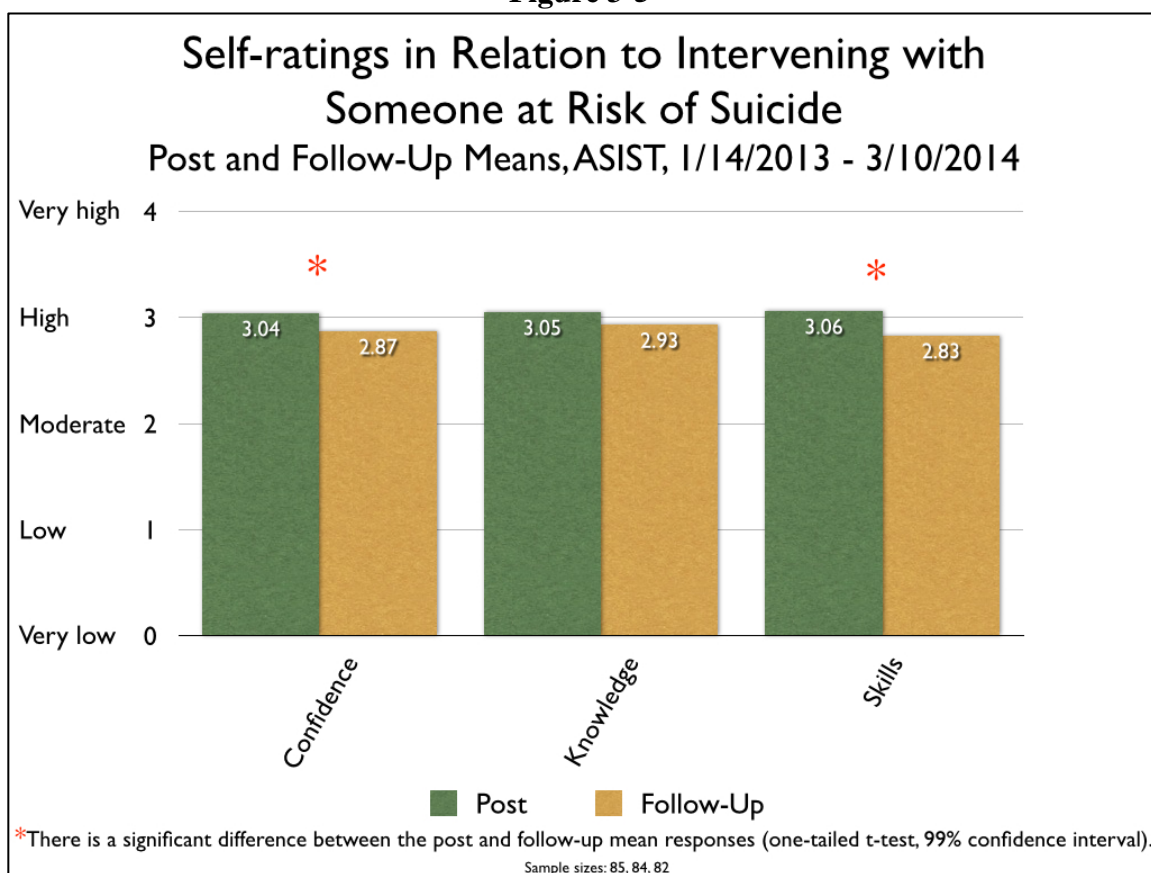 Self-ratings in Relation to Intervening with
Someone at Risk of Suicide
Post and Follow-Up Means, ASIST, 1/14/2013 - 3/10/2014
Very high 4
* *
High 3
3.04 2.87 3.05 2.93 3.06 2.83
Moderate 2
Low 1
Very low 0
Confidence
Knowledge
Skills
Post Follow-Up
*There is a significant difference between the post and follow-up mean responses (one-tailed t-test, 99% confidence interval).
Sample sizes: 85, 84, 82